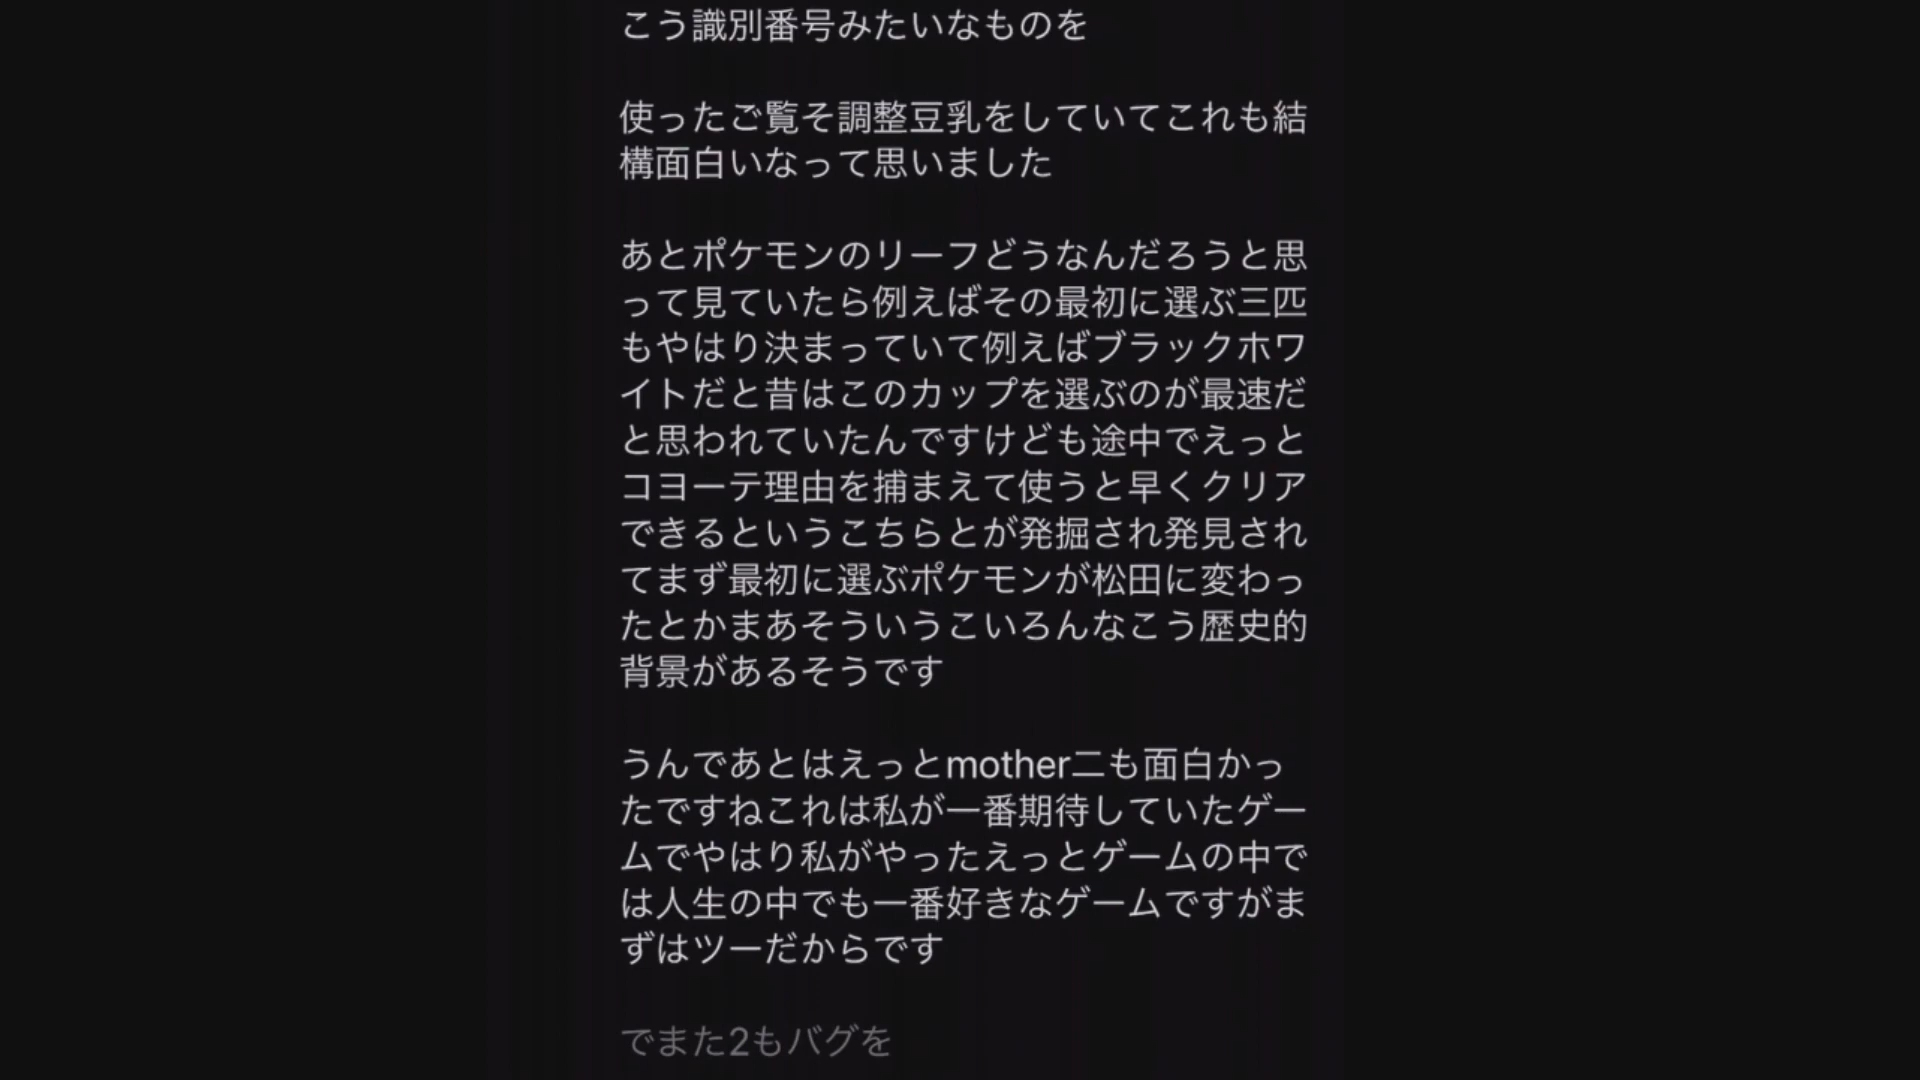 こう識別番号みたいなものを
使ったご覧そ調整豆乳をしていてこれも結
構面白いなって思いました
あとポケモンのリーフどうなんだろうと思
って見ていたら例えばその最初に選ぶ三匹
もやはり決まっていて例えばブラックホワ
イトだと昔はこのカップを選ぶのが最速だ
と思われていたんですけども途中でえっと
コヨーテ理由を捕まえて使うと早くクリア
できるというこちらとが発掘され発見され
てまず最初に選ぶポケモンが松田に変わっ
たとかまあそういうこいろんなこう歴史的
背景があるそうです
うんであとはえっとmother二も面白かっ
たですねこれは私が一番期待していたゲー
ムでやはり私がやったえっとゲームの中で
は人生の中でも一番好きなゲームですがま
ずはツーだからです
でまた2もバグを